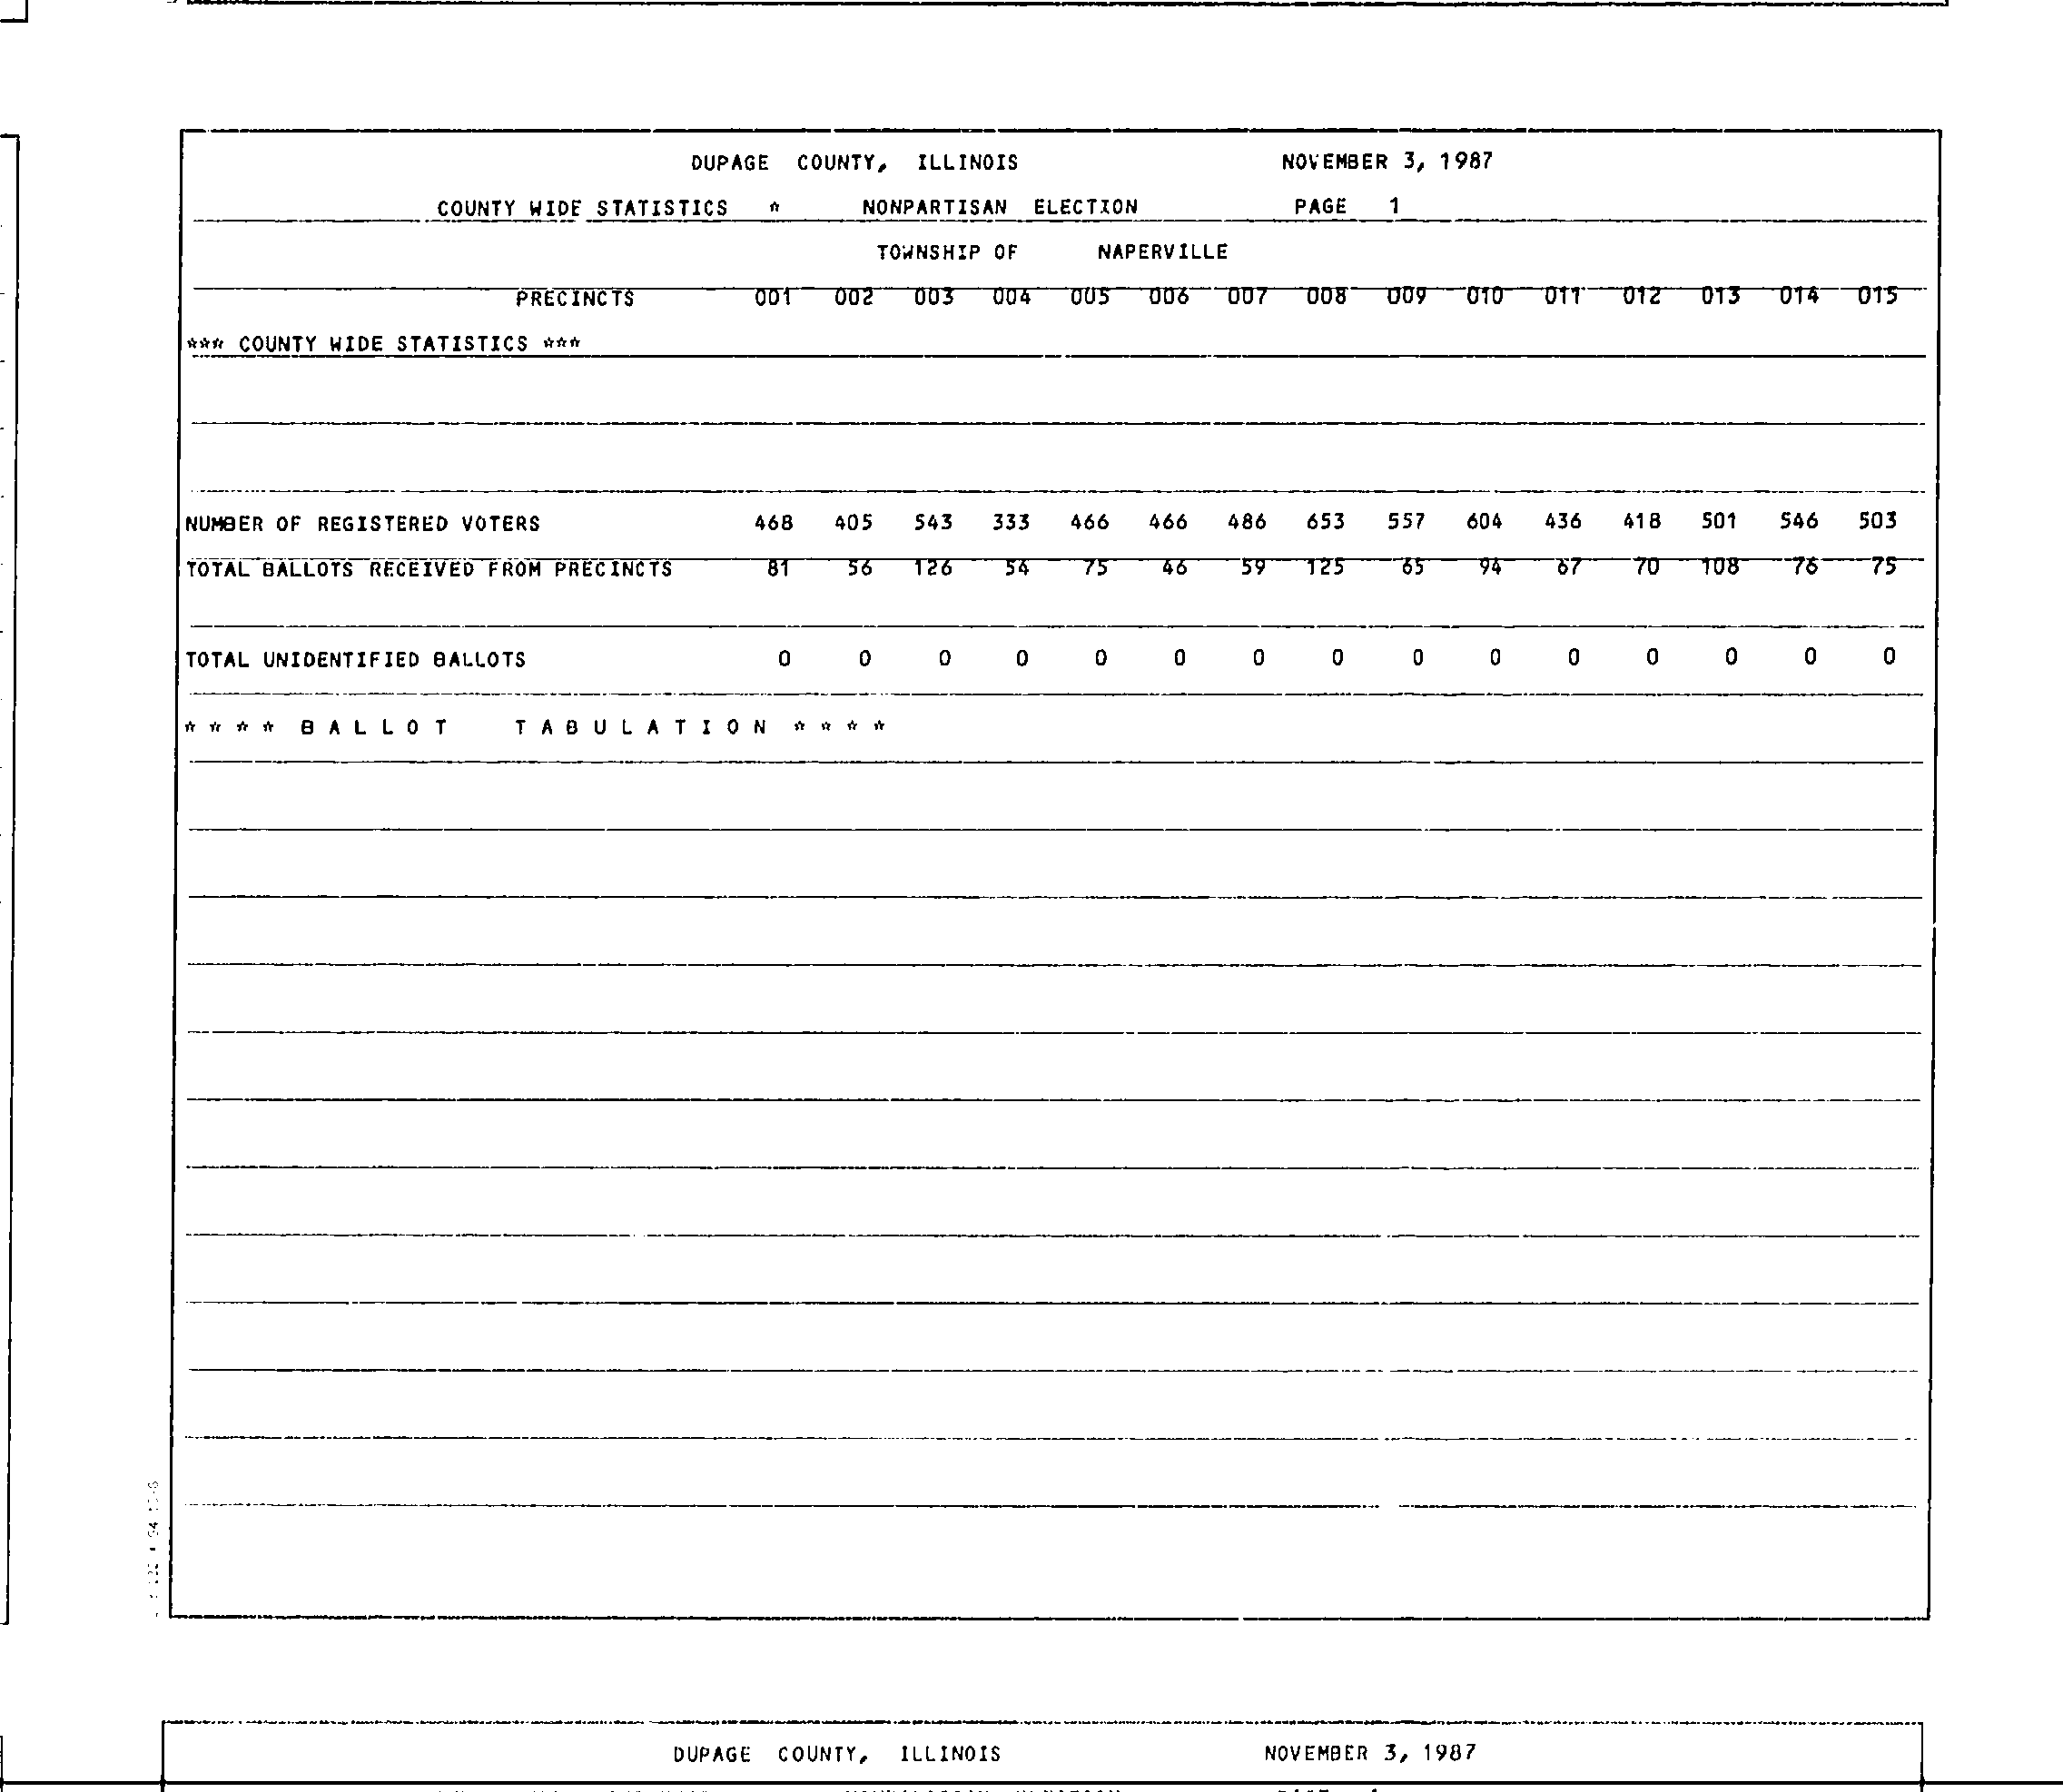 DUPAGE COUNTY, ILLINOIS NOVEMBER 3, 1987
COUNTY WIDE STATISTICS * NONPARTISAN ELECTION PAGE 1
TOWNSHIP OF NAPERVILLE
PRECINCTS 001 002 003 004 005 006 007 008 009 010 011 012 013 014 015
*** COUNTY WIDE STATISTICS ***
NUMBER OF REGISTERED VOTERS 468 405 543 333 466 466 486 653 557 604 436 418 501 546 503
TOTAL BALLOTS RECEIVED FROM PRECINCTS 81 56 126 54 75 46 59 125 65 94 67 70 108 76 75
TOTAL UNIDENTIFIED BALLOTS 0 0 0 0 0 0 0 0 0 0 0 0 0 0 0
* * * * B A L L O T T A B U L A T I O N * * * *
DUPAGE COUNTY, ILLINOIS NOVEMBER 3, 1987